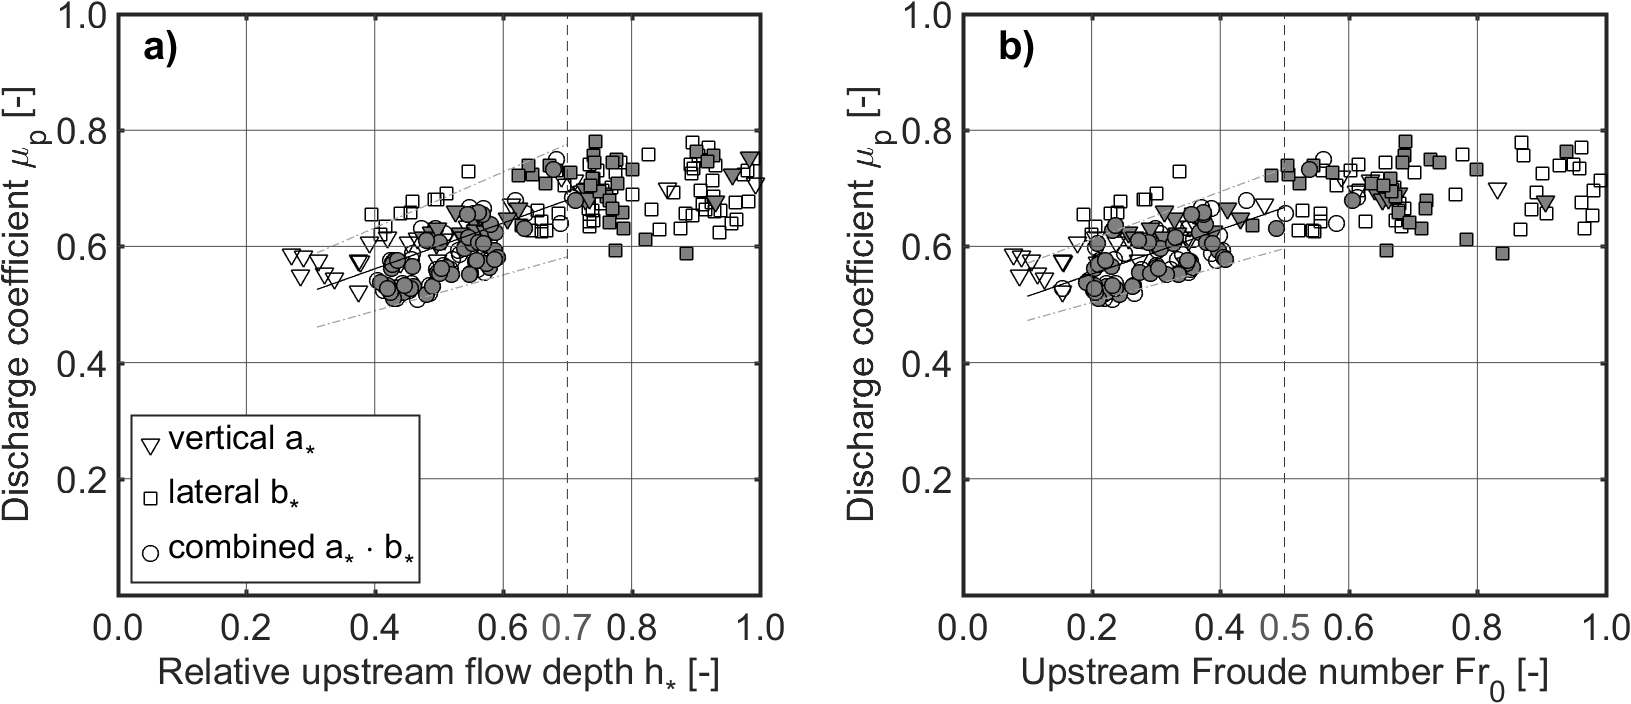 a)
1.0
0.8
0.6
0.4
0.2
Discharge coefficient μp [-]
vertical a*
lateral b*
combined a* · b*
0.0 0.2 0.4 0.6 0.7 0.8 1.0
Relative upstream flow depth h* [-]
b)
1.0
0.8
0.6
0.4
0.2
Discharge coefficient μp [-]
0.0 0.2 0.4 0.5 0.6 0.8 1.0
Upstream Froude number Fr0 [-]